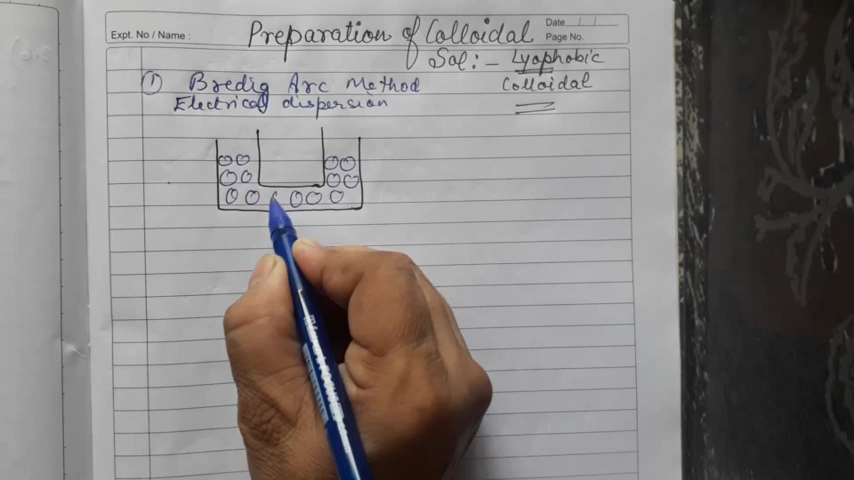 Expt. No / Name :
Preparation of Colloidal
Date / /
Page No.
Sol:- Lyophobic
Colloidal
① Bredig Arc Method
Electrical dispersion